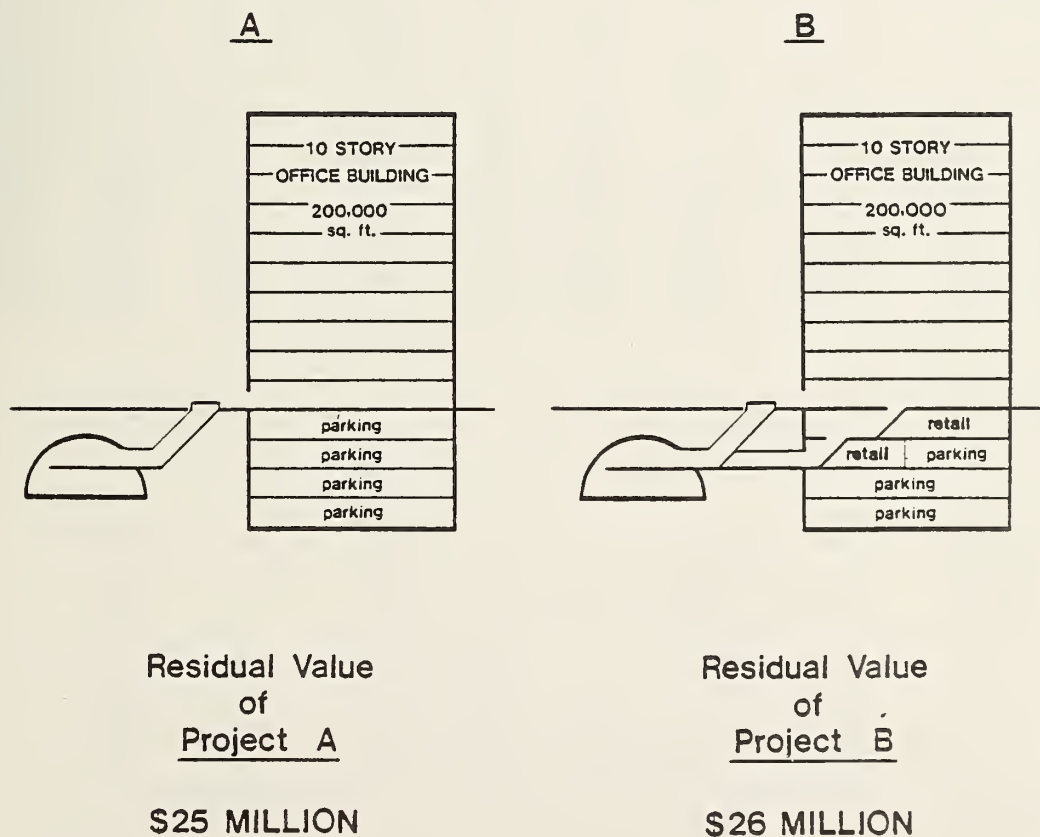 A
10 STORY
OFFICE BUILDING
200,000
sq. ft.
parking
parking
parking
parking
Residual Value
of
Project A
$25 MILLION
B
10 STORY
OFFICE BUILDING
200,000
sq. ft.
retail
retail parking
parking
parking
Residual Value
of
Project B
$26 MILLION